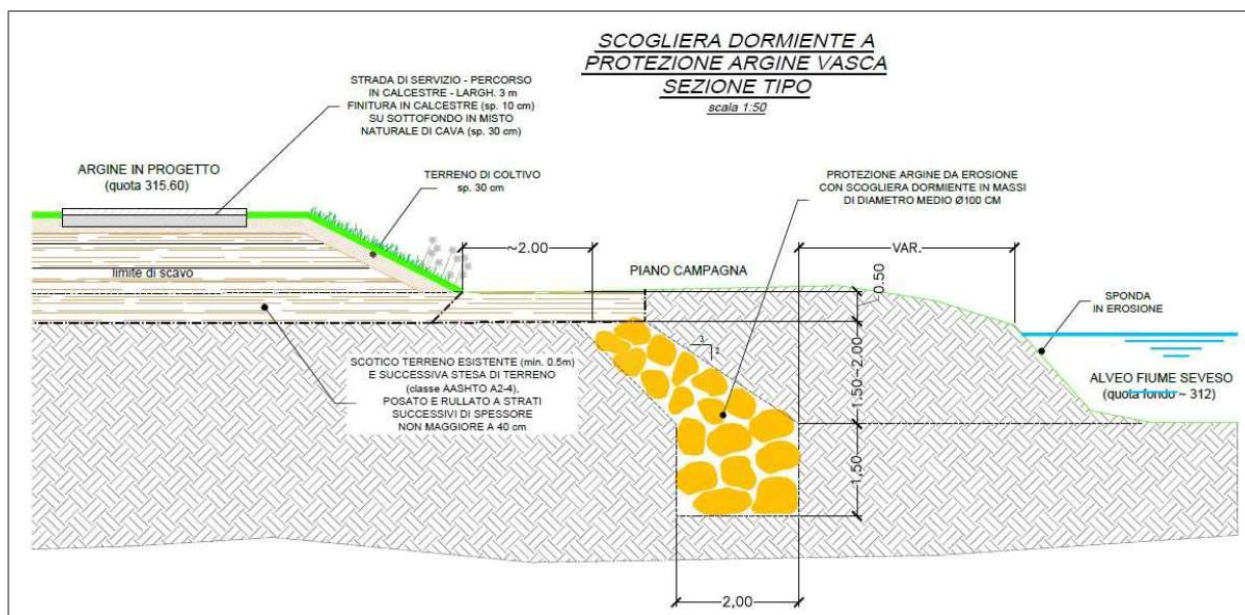 SCOGLIERA DORMIENTE A
PROTEZIONE ARGINE VASCA
SEZIONE TIPO
scala 1:50
STRADA DI SERVIZIO - PERCORSO
IN CALCESTRE - LARGH. 3 m
FINITURA IN CALCESTRE (sp. 10 cm)
SU SOTTOFONDO IN MISTO
NATURALE DI CAVA (sp. 30 cm)
ARGINE IN PROGETTO
(quota 315.60)
TERRENO DI COLTIVO
sp. 30 cm
PROTEZIONE ARGINE DA EROSIONE
CON SCOGLIERA DORMIENTE IN MASSI
DI DIAMETRO MEDIO Ø100 CM
~2.00
VAR.
limite di scavo
PIANO CAMPAGNA
0.50
SPONDA
IN EROSIONE
3
SCOTICO TERRENO ESISTENTE (min. 0.5m)
E SUCCESSIVA STESA DI TERRENO
(classe AASHTO A2-4),
POSATO E RULLATO A STRATI
SUCCESSIVI DI SPESSORE
NON MAGGIORE A 40 cm
1.50~2.00
ALVEO FIUME SEVESO
(quota fondo ~ 312)
1,50
2,00